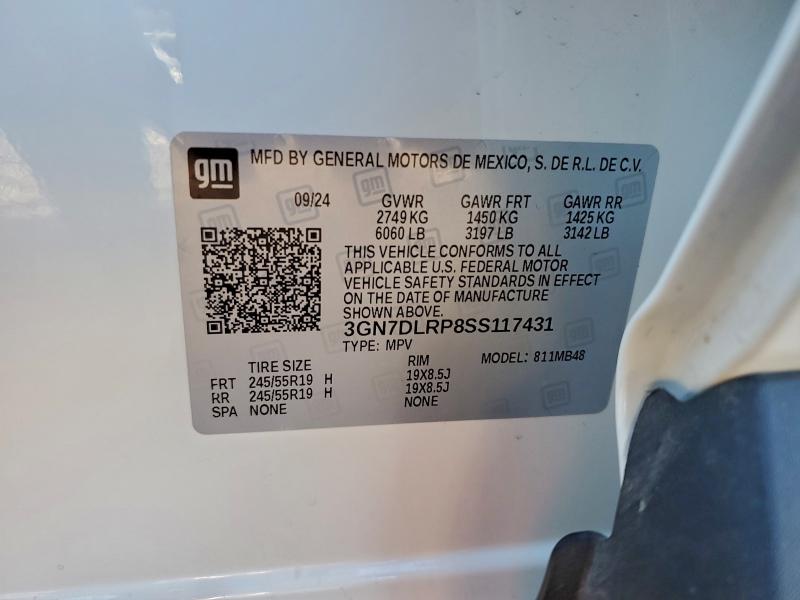 gm MFD BY GENERAL MOTORS DE MEXICO, S. DE R.L. DE C.V.
09/24 GVWR GAWR FRT GAWR RR
2749 KG 1450 KG 1425 KG
6060 LB 3197 LB 3142 LB
THIS VEHICLE CONFORMS TO ALL
APPLICABLE U.S. FEDERAL MOTOR
VEHICLE SAFETY STANDARDS IN EFFECT
ON THE DATE OF MANUFACTURE
SHOWN ABOVE.
3GN7DLRP8SS117431
TYPE: MPV MODEL: 811MB48
TIRE SIZE RIM
FRT 245/55R19 H 19X8.5J
RR 245/55R19 H 19X8.5J
SPA NONE NONE